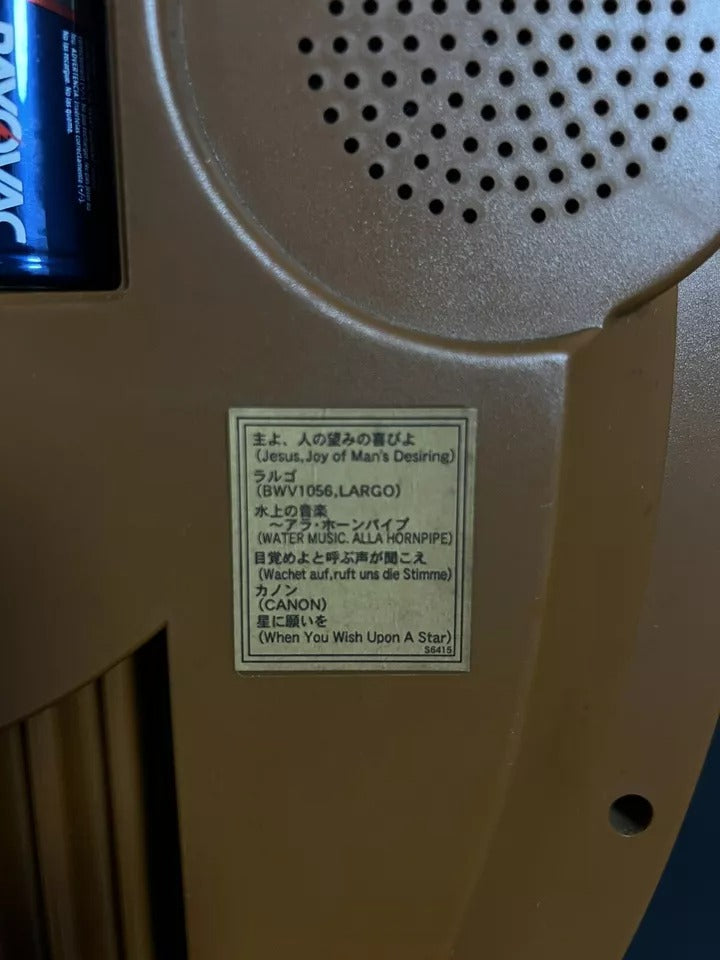 RAYOVAC
主よ、人の望みの喜びよ
(Jesus,Joy of Man's Desiring)
ラルゴ
(BWV1056,LARGO)
水上の音楽
～アラ・ホーンパイプ
(WATER MUSIC. ALLA HORNPIPE)
目覚めよと呼ぶ声が聞こえ
(Wachet auf,ruft uns die Stimme)
カノン
(CANON)
星に願いを
(When You Wish Upon A Star)
S6415